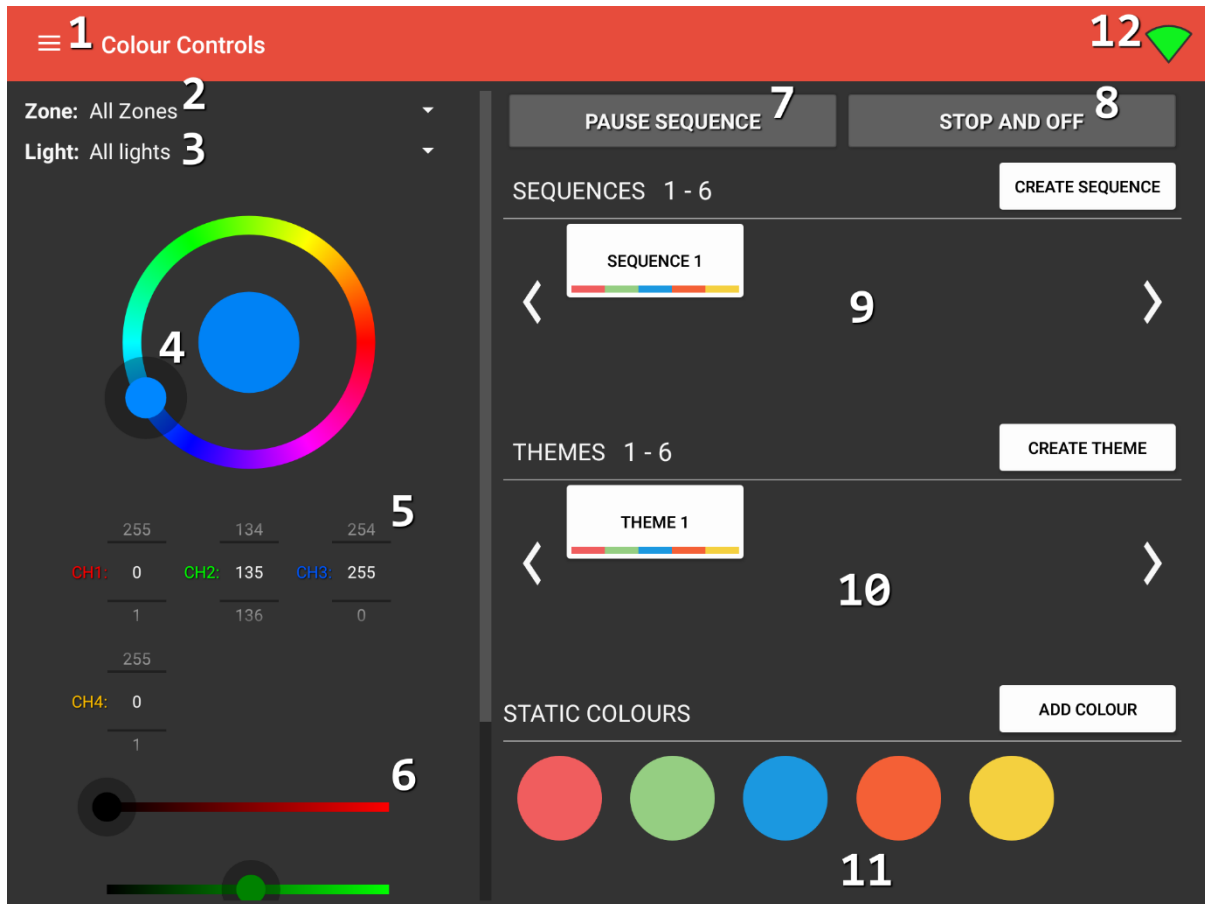 1 Colour Controls 12
Zone: All Zones 2
Light: All lights 3
4
255 134 254 5
CH1: 0 CH2: 135 CH3: 255
1 136 0
255
CH4: 0
1
6
PAUSE SEQUENCE 7 STOP AND OFF 8
SEQUENCES 1 - 6 CREATE SEQUENCE
SEQUENCE 1
9
THEMES 1 - 6 CREATE THEME
THEME 1
10
STATIC COLOURS ADD COLOUR
11